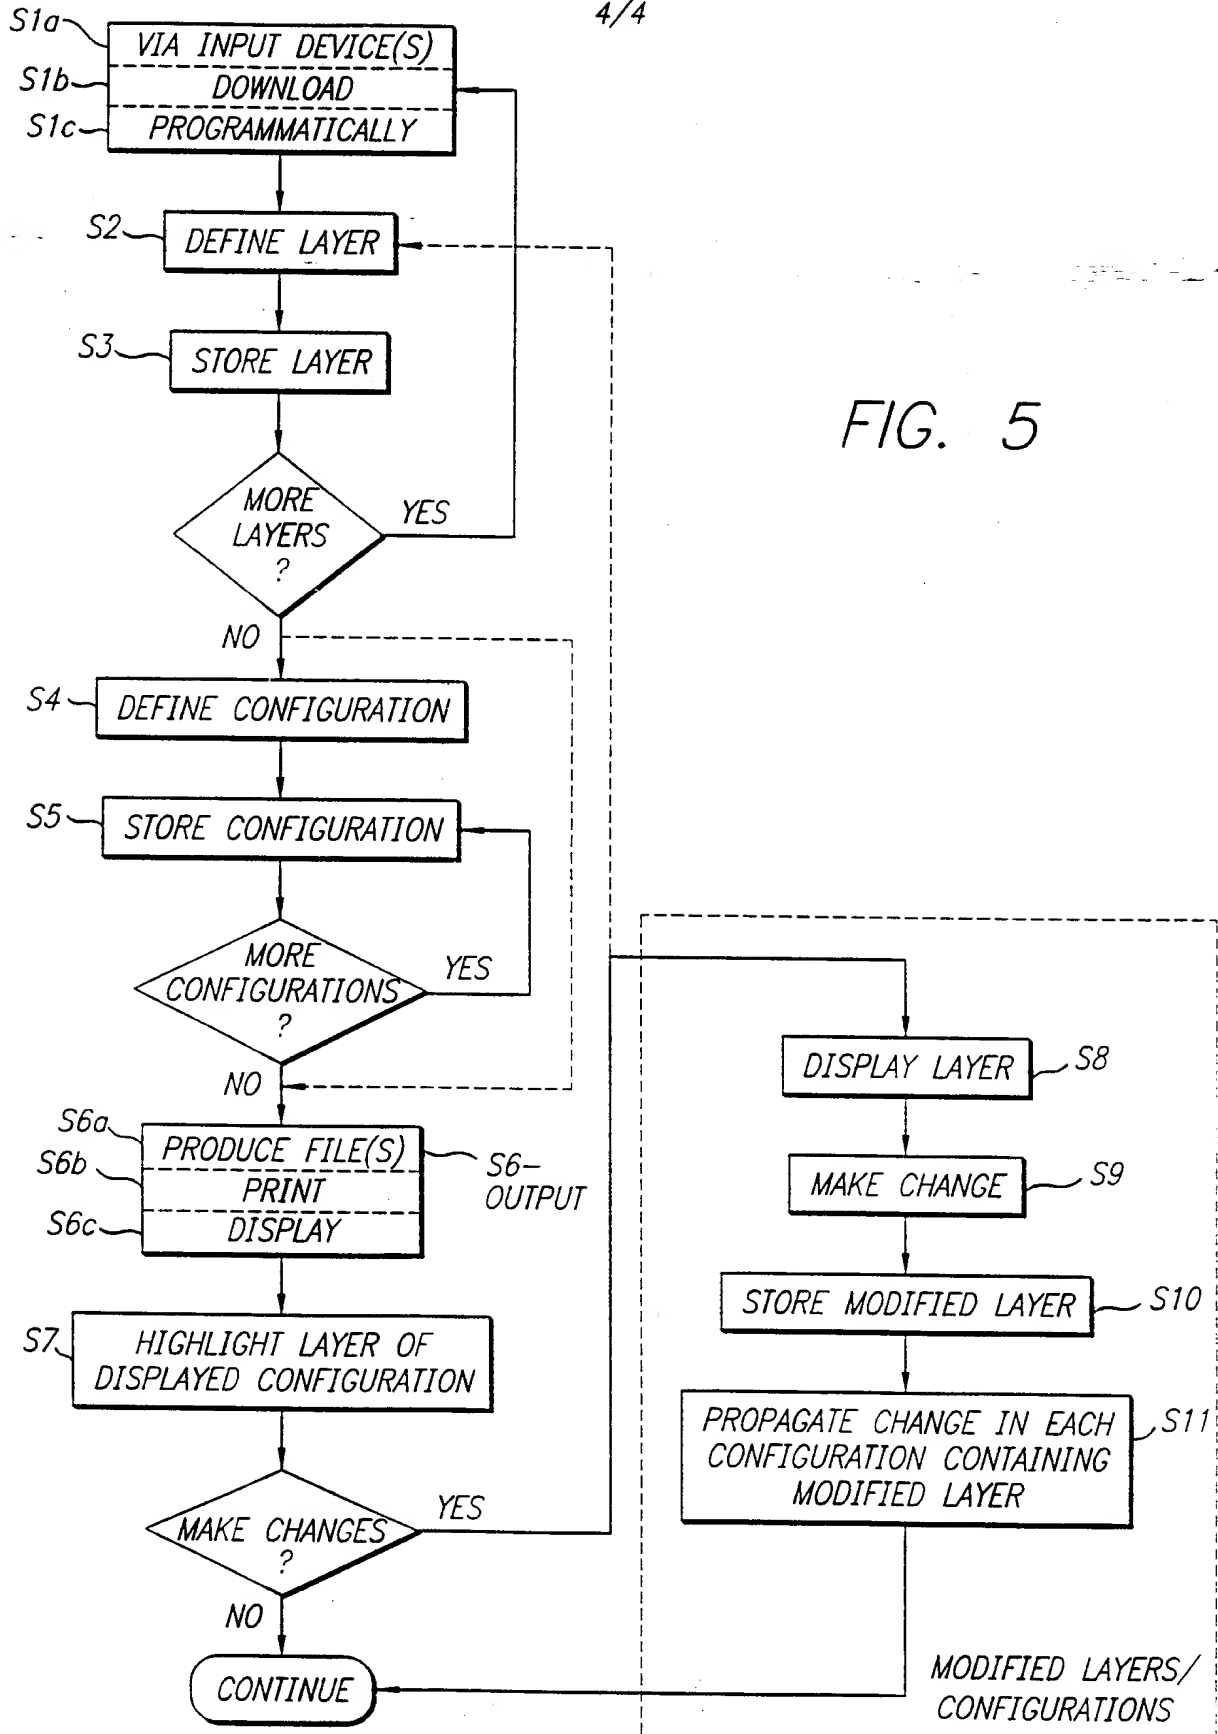 4/4
S1a
VIA INPUT DEVICE(S)
S1b
DOWNLOAD
S1c
PROGRAMMATICALLY
S2
DEFINE LAYER
S3
STORE LAYER
FIG. 5
MORE
LAYERS
?
YES
NO
S4
DEFINE CONFIGURATION
S5
STORE CONFIGURATION
MORE
CONFIGURATIONS
?
YES
NO
S6a
PRODUCE FILE(S)
S6b
PRINT
S6c
DISPLAY
S6-
OUTPUT
S7
HIGHLIGHT LAYER OF
DISPLAYED CONFIGURATION
MAKE CHANGES
?
YES
NO
CONTINUE
DISPLAY LAYER
S8
MAKE CHANGE
S9
STORE MODIFIED LAYER
S10
PROPAGATE CHANGE IN EACH
CONFIGURATION CONTAINING
MODIFIED LAYER
S11
MODIFIED LAYERS/
CONFIGURATIONS